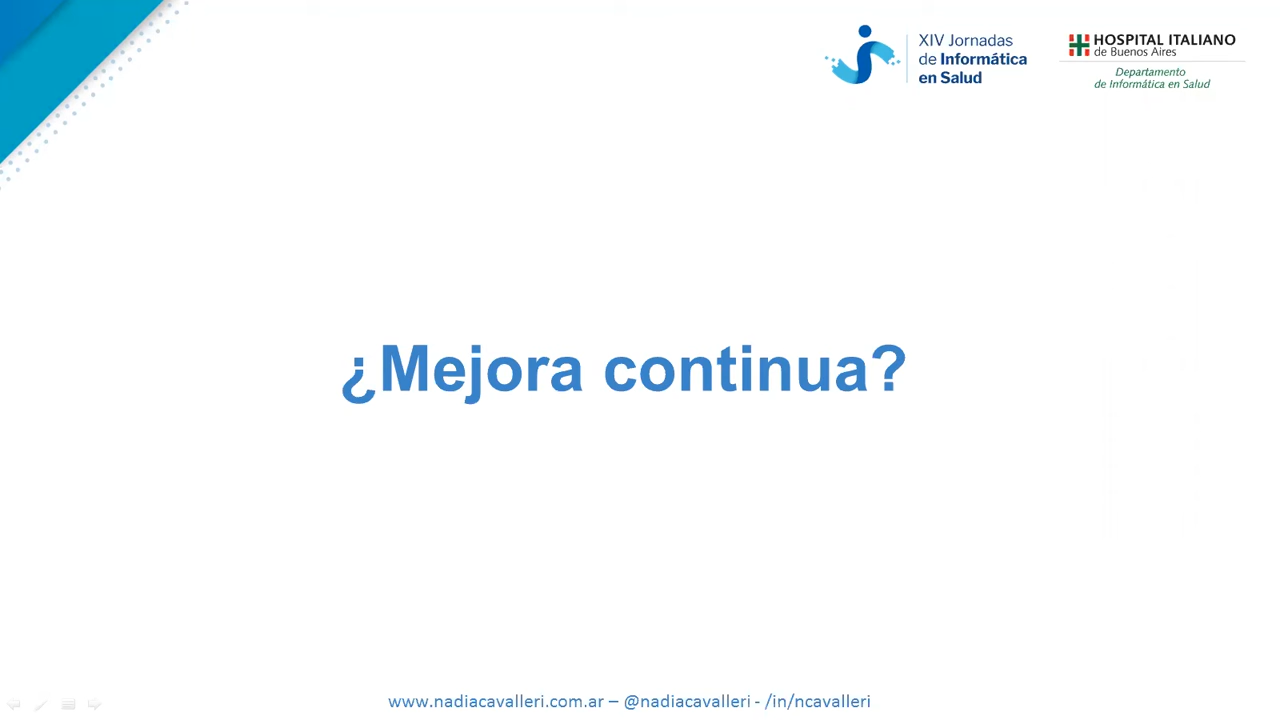 XIV Jornadas
de Informática
en Salud
HOSPITAL ITALIANO
de Buenos Aires
Departamento
de Informática en Salud
¿Mejora continua?
www.nadiacavalleri.com.ar – @nadiacavalleri - /in/ncavalleri